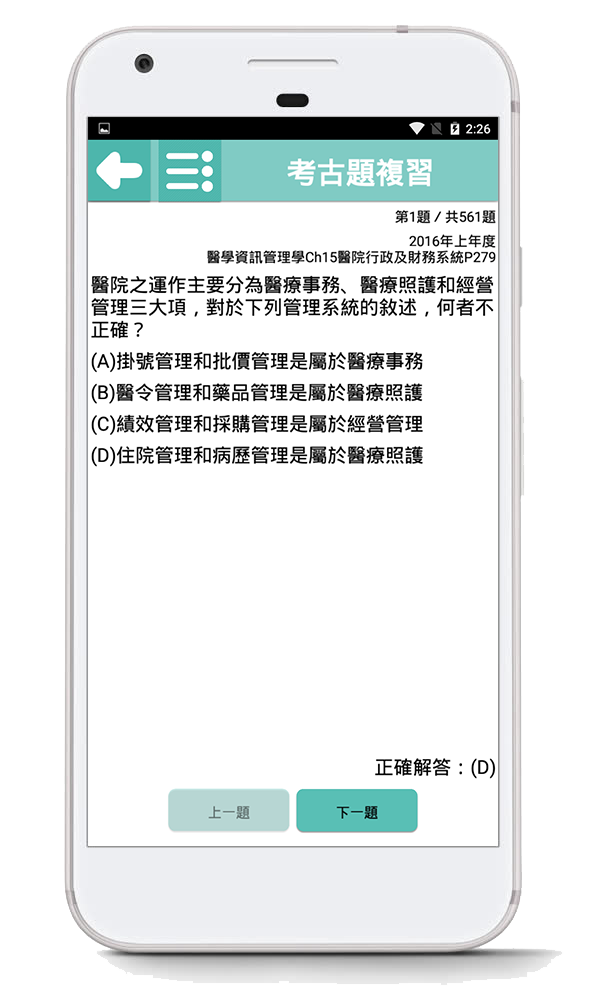 2:26
考古題複習
第1題 / 共561題
2016年上年度
醫學資訊管理學Ch15醫院行政及財務系統P279
醫院之運作主要分為醫療事務、醫療照護和經營
管理三大項，對於下列管理系統的敘述，何者不
正確？
(A)掛號管理和批價管理是屬於醫療事務
(B)醫令管理和藥品管理是屬於醫療照護
(C)績效管理和採購管理是屬於經營管理
(D)住院管理和病歷管理是屬於醫療照護
正確解答：(D)
上一題
下一題